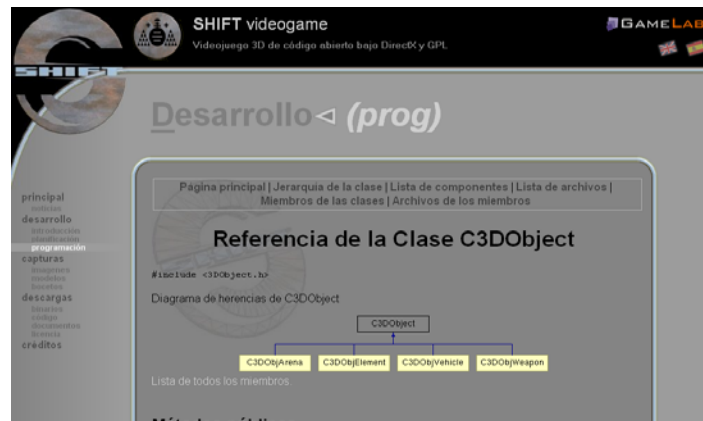 SHIFT videogame
Videojuego 3D de código abierto bajo DirectX y GPL
GAMELAB
SHIFT
Desarrollo (prog)
principal
noticias
desarrollo
introducción
planificación
programación
capturas
imágenes
modelos
bocetos
descargas
binarios
código
documentos
licencia
créditos
Pagina principal | Jerarquia de la clase | Lista de componentes | Lista de archivos |
Miembros de las clases | Archivos de los miembros
Referencia de la Clase C3DObject
#include <3DObject.h>
Diagrama de herencias de C3DObject
C3DObject
C3DObjArena C3DObjElement C3DObjVehicle C3DObjWeapon
Lista de todos los miembros.